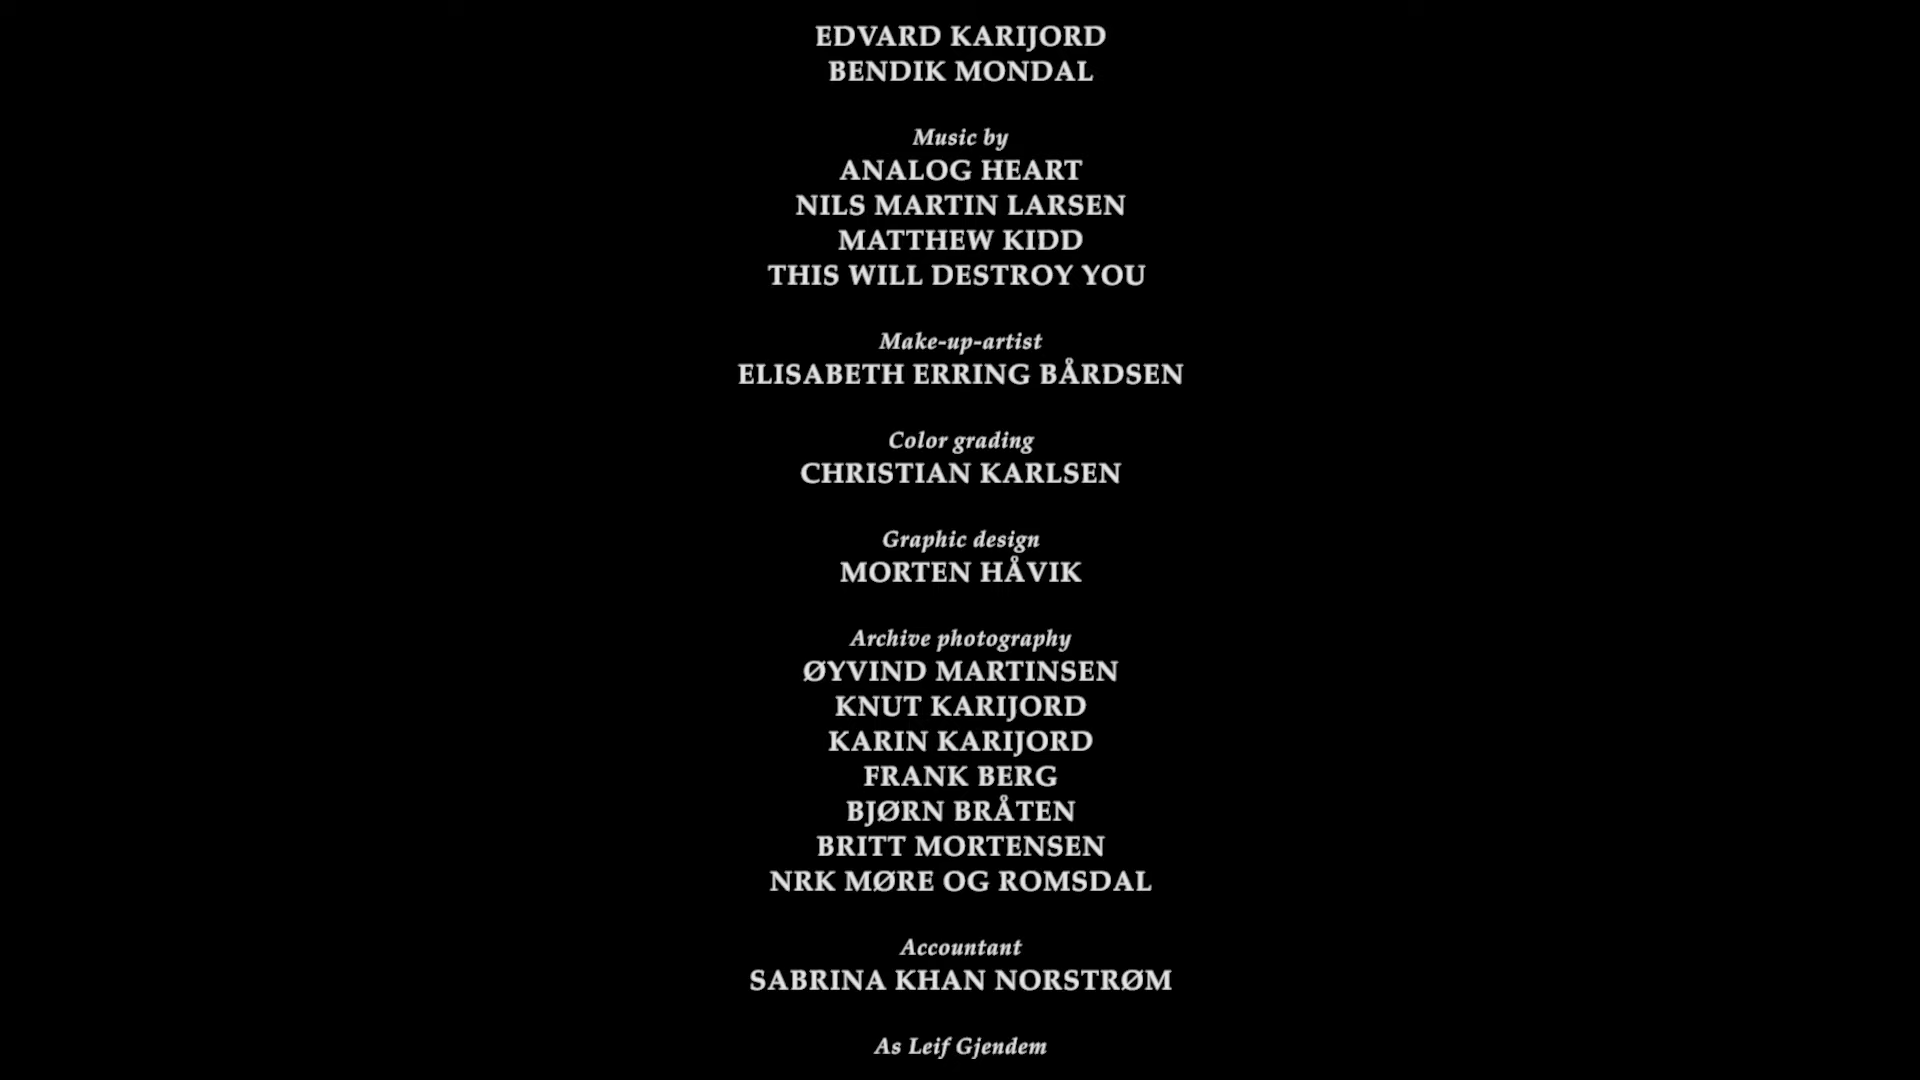 EDVARD KARIJORD
BENDIK MONDAL
Music by
ANALOG HEART
NILS MARTIN LARSEN
MATTHEW KIDD
THIS WILL DESTROY YOU
Make-up-artist
ELISABETH ERRING BÅRDSEN
Color grading
CHRISTIAN KARLSEN
Graphic design
MORTEN HÅVIK
Archive photography
ØYVIND MARTINSEN
KNUT KARIJORD
KARIN KARIJORD
FRANK BERG
BJØRN BRÅTEN
BRITT MORTENSEN
NRK MØRE OG ROMSDAL
Accountant
SABRINA KHAN NORSTRØM
As Leif Gjendem